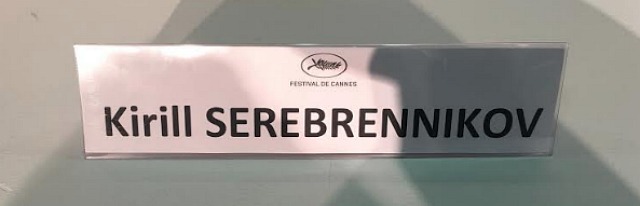 FESTIVAL DE CANNES
Kirill SEREBRENNIKOV